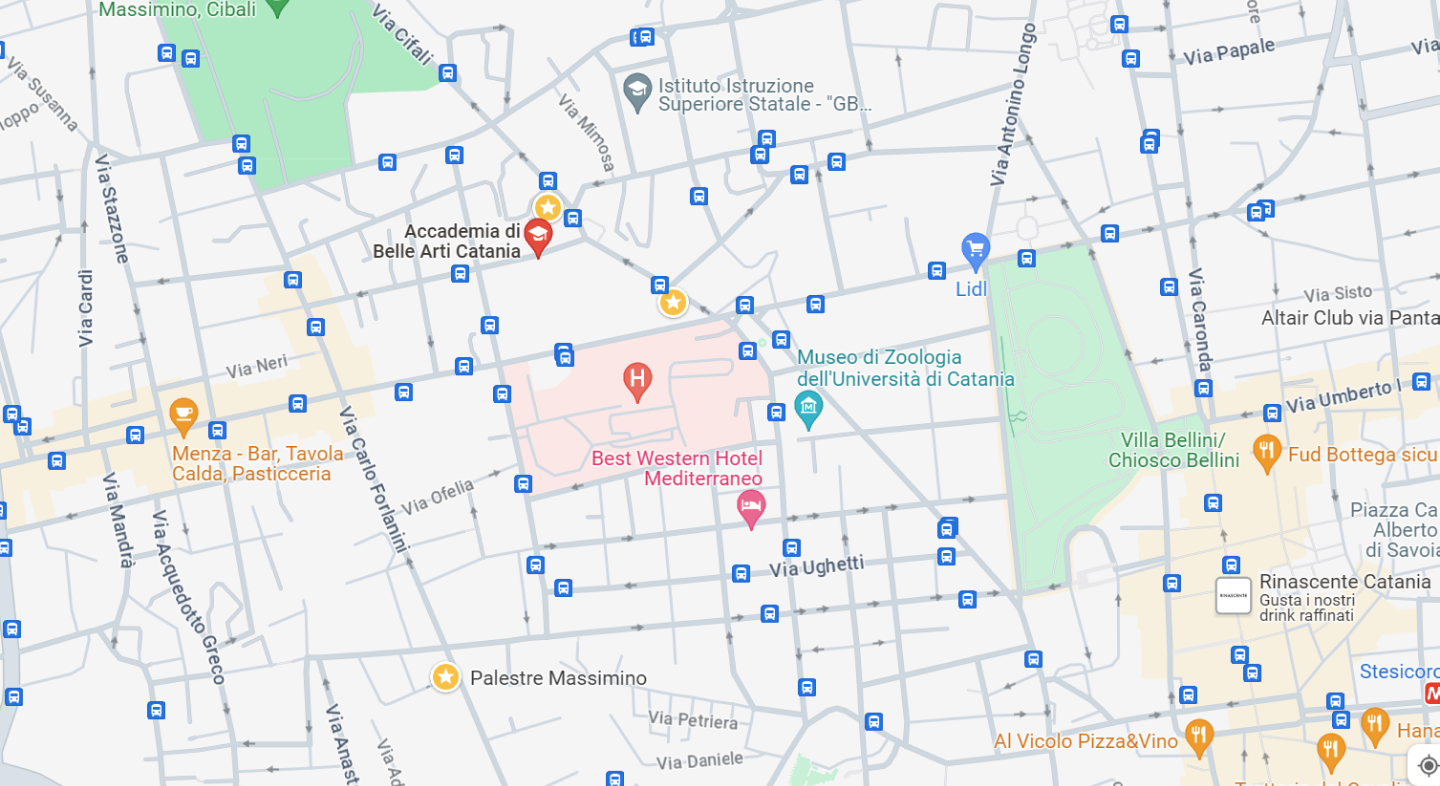 Massimino, Cibali
Via Cifali
Via Susanna
Via Mimosa
Istituto Istruzione
Superiore Statale - "GB...
Via Antonino Longo
Via Papale
Via
Via Stazzone
Accademia di
Belle Arti Catania
Via Cardi
Lidl
Via Caronda
Via Sisto
Altair Club via Panta
Via Neri
Museo di Zoologia
dell'Università di Catania
H
M
Via Umberto I
Menza - Bar, Tavola
Calda, Pasticceria
Via Carlo Forlanini
Best Western Hotel
Mediterraneo
Villa Bellini/
Chiosco Bellini
Fud Bottega sicu
Via Mandrà
Via Ofelia
Piazza Ca
Alberto
di Savoia
Via Acquedotto Greco
Via Ughetti
RINASCENTE
Rinascente Catania
Gusta i nostri
drink raffinati
Palestre Massimino
Stesicoro
M
Via Anast
Via Petriera
Via Daniele
Al Vicolo Pizza&Vino
Hana